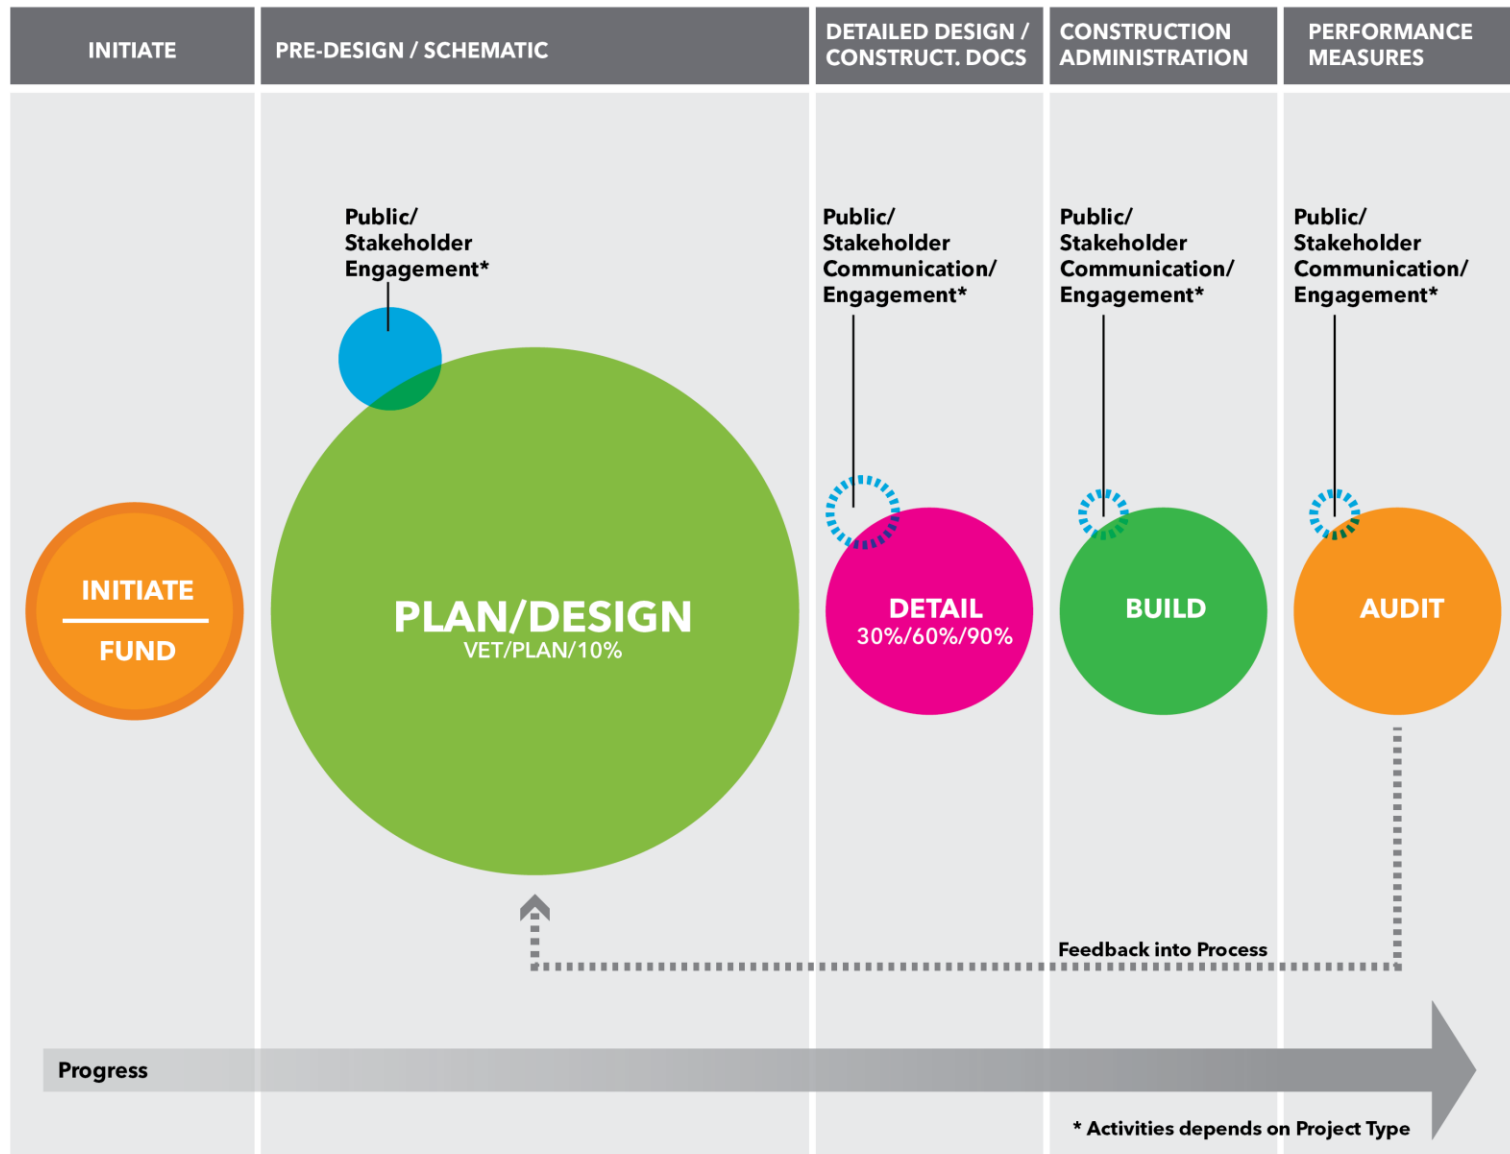 INITIATE
PRE-DESIGN / SCHEMATIC
DETAILED DESIGN /
CONSTRUCT. DOCS
CONSTRUCTION
ADMINISTRATION
PERFORMANCE
MEASURES
Public/
Stakeholder
Engagement*
Public/
Stakeholder
Communication/
Engagement*
Public/
Stakeholder
Communication/
Engagement*
Public/
Stakeholder
Communication/
Engagement*
INITIATE
FUND
PLAN/DESIGN
VET/PLAN/10%
DETAIL
30%/60%/90%
BUILD
AUDIT
Feedback into Process
Progress
* Activities depends on Project Type